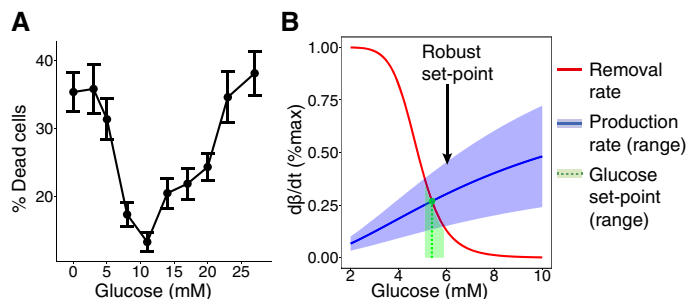 A
% Dead cells
40
30
20
0
5
10
15
20
25
Glucose (mM)
B
dβ/dt (%max)
1.00
0.75
0.50
0.25
0.00
2
4
6
8
10
Glucose (mM)
Robust
set-point
Removal
rate
Production
rate (range)
Glucose
set-point
(range)